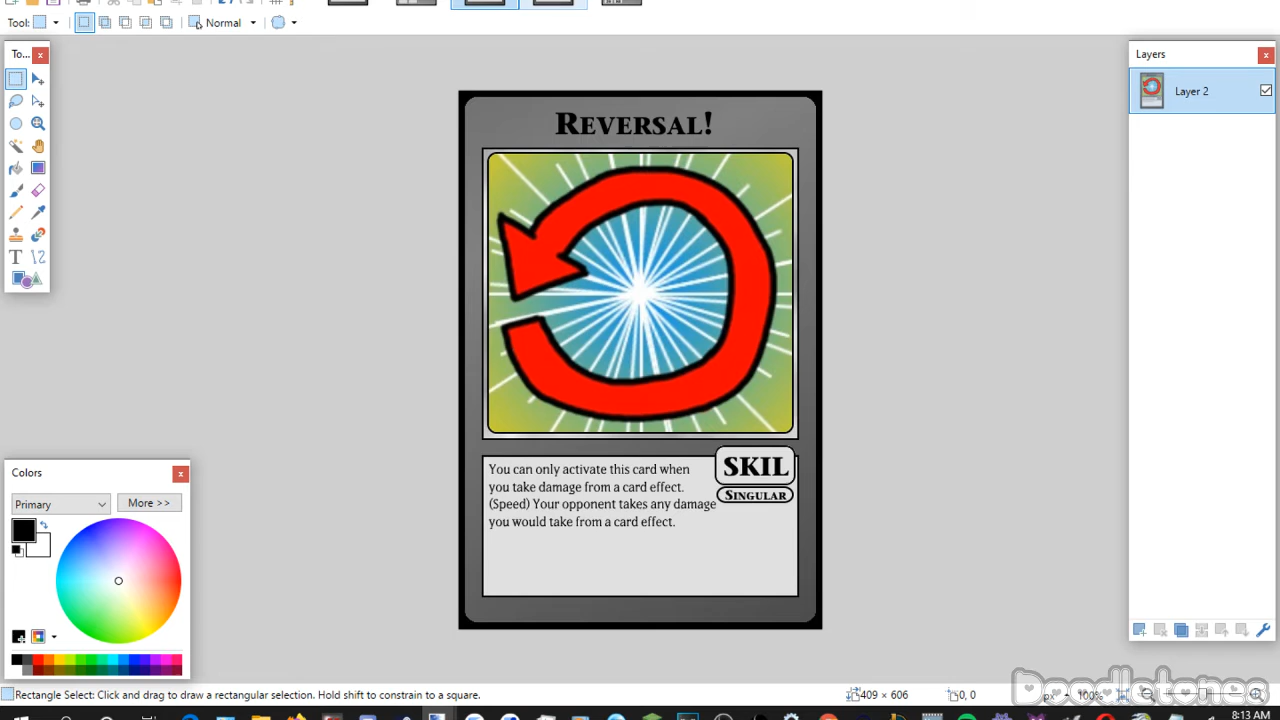 Tool:
Normal
To...
Layers
Layer 2
REVERSAL!
You can only activate this card when
you take damage from a card effect.
(Speed) Your opponent takes any damage
you would take from a card effect.
SKIL
SINGULAR
Colors
Primary
More >>
Rectangle Select: Click and drag to draw a rectangular selection. Hold shift to constrain to a square.
409 × 606
0, 0
px
100%
Doodletones
8:13 AM